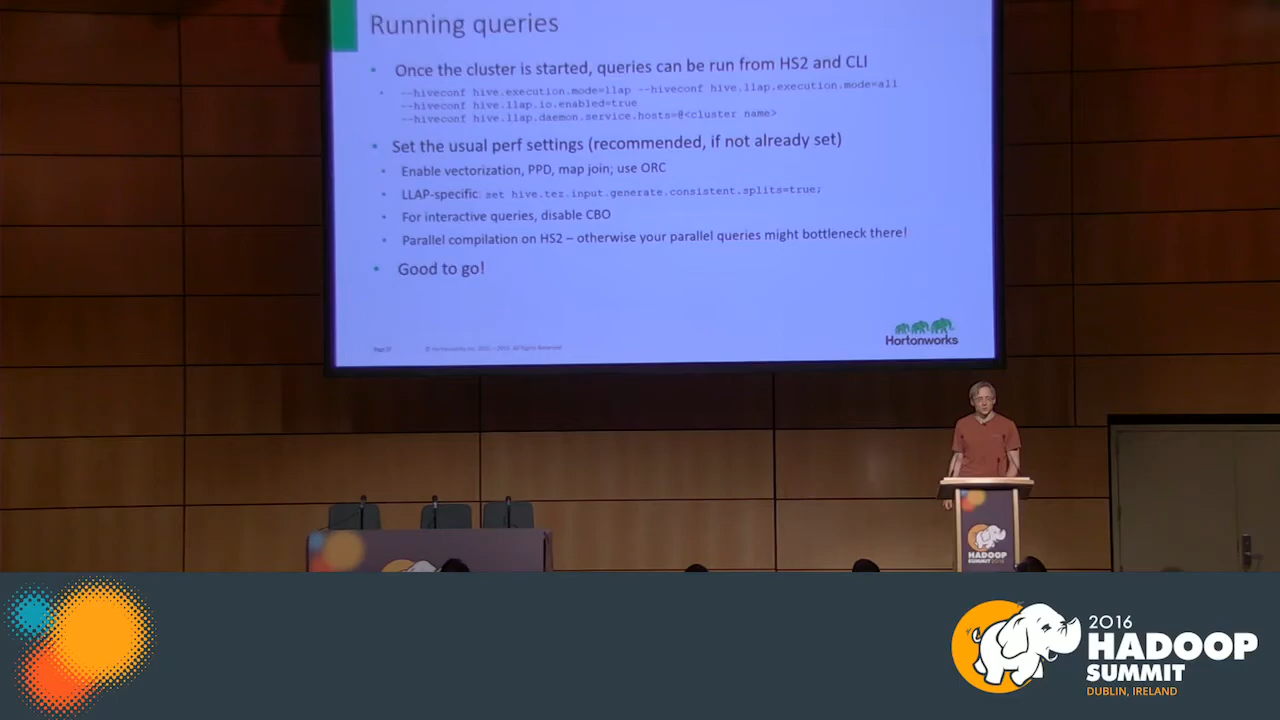 Running queries
Once the cluster is started, queries can be run from HS2 and CLI
--hiveconf hive.execution.mode=llap --hiveconf hive.llap.execution.mode=all
--hiveconf hive.llap.io.enabled=true
--hiveconf hive.llap.daemon.service.hosts=@<cluster name>
Set the usual perf settings (recommended, if not already set)
Enable vectorization, PPD, map join; use ORC
LLAP-specific: set hive.tez.input.generate.consistent.splits=true;
For interactive queries, disable CBO
Parallel compilation on HS2 – otherwise your parallel queries might bottleneck there!
Good to go!
Hortonworks
HADOOP
SUMMIT 2016
2016
HADOOP
SUMMIT
DUBLIN, IRELAND